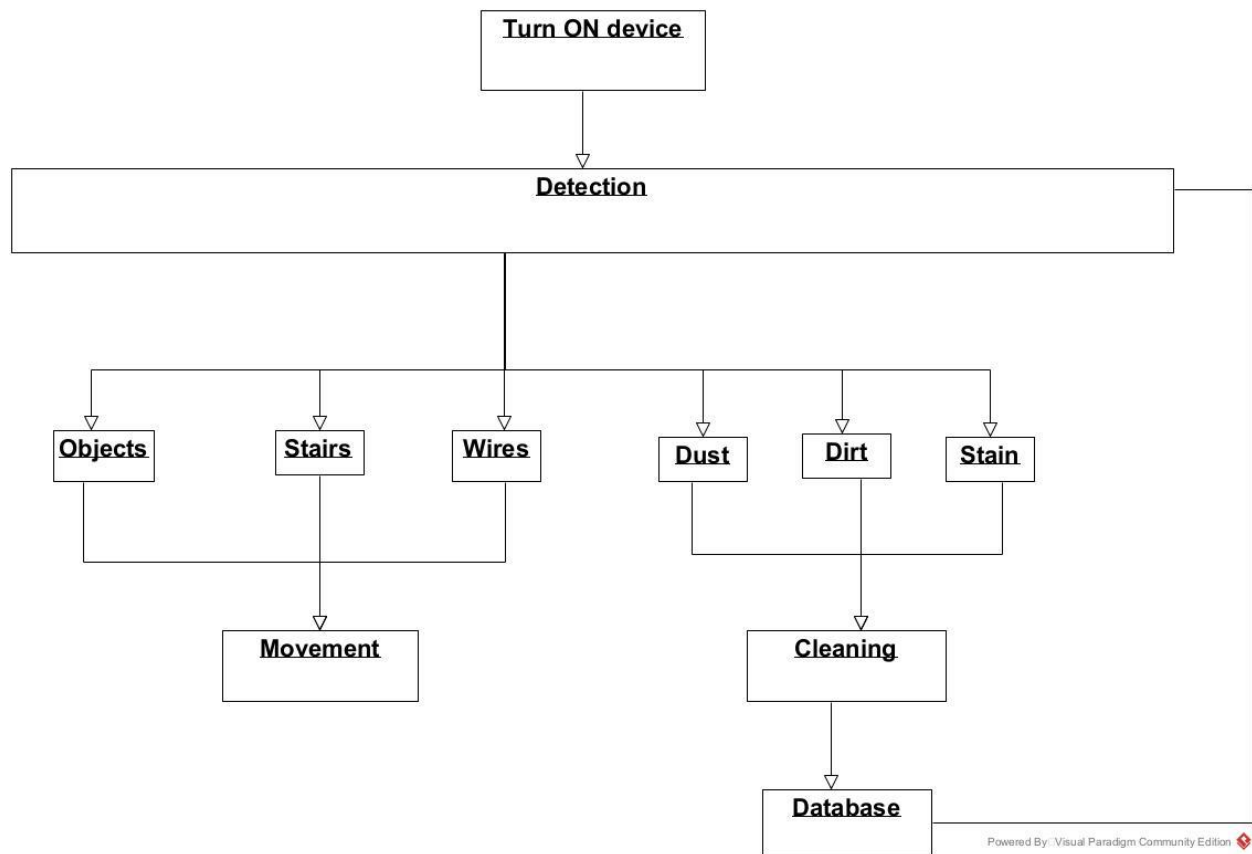 Turn ON device
Detection
Objects
Stairs
Wires
Dust
Dirt
Stain
Movement
Cleaning
Database
Powered By Visual Paradigm Community Edition